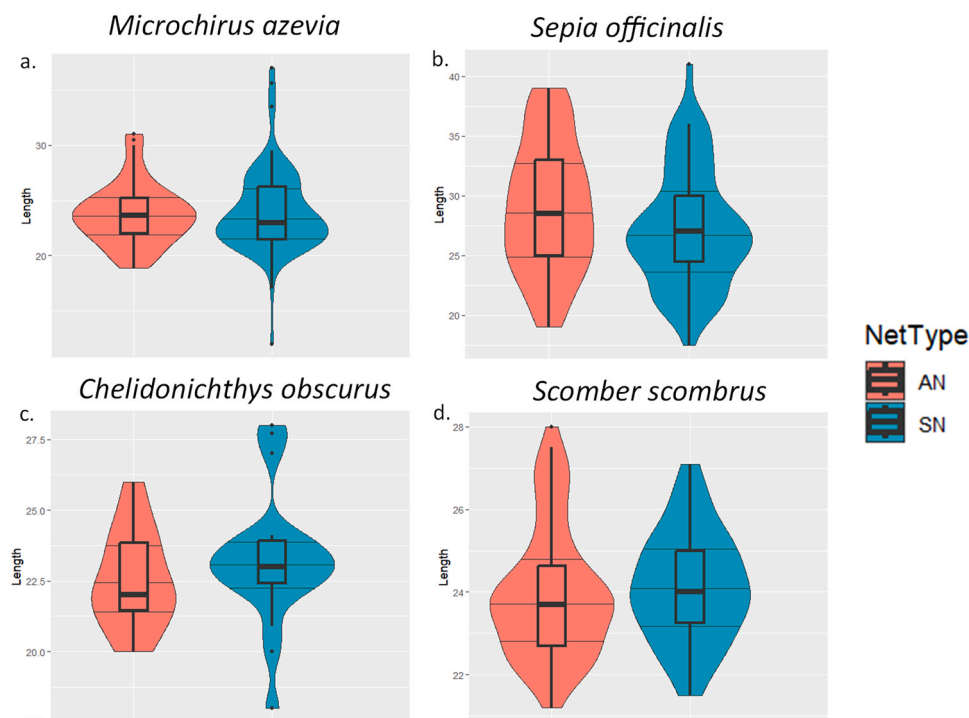 Microchirus azevia
Sepia officinalis
a.
b.
30
20
Length
40
35
30
25
20
Length
NetType
AN
SN
Chelidonichthys obscurus
Scomber scombrus
c.
d.
27.5
25.0
22.5
20.0
Length
28
26
24
22
Length